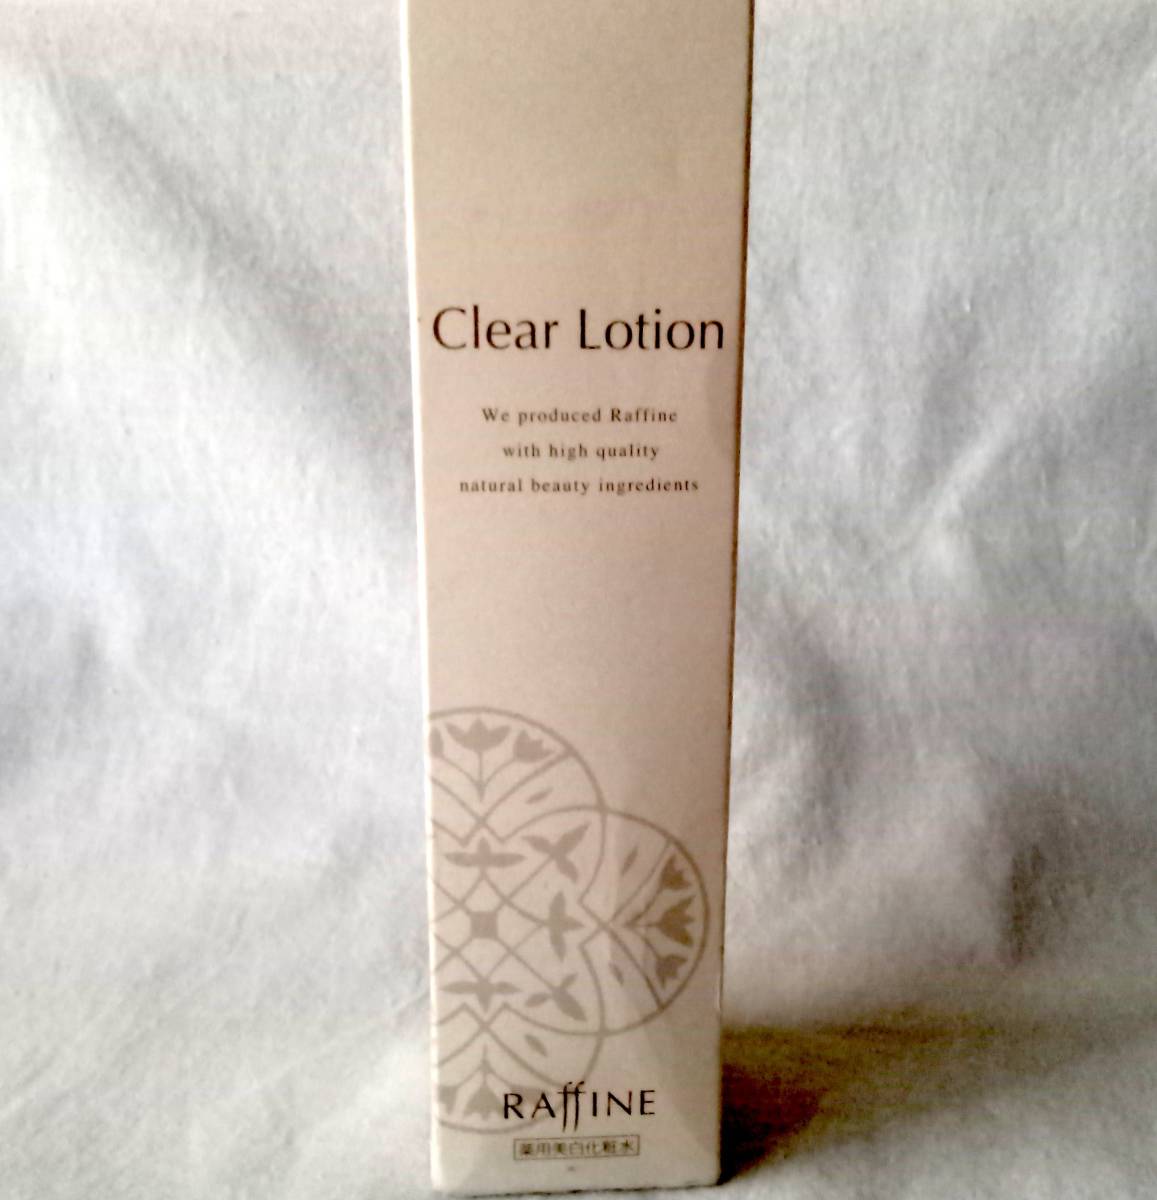 Clear Lotion
We produced Raffine
with high quality
natural beauty ingredients
RAffINE
薬用美白化粧水